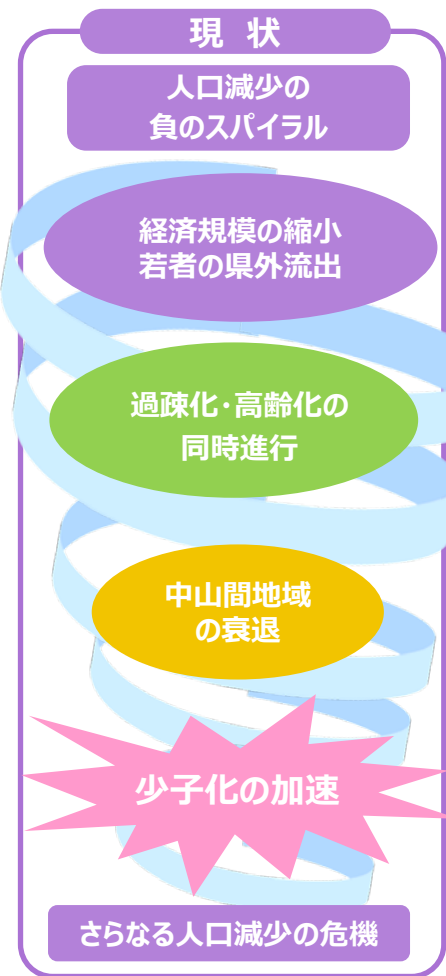 現 状
人口減少の
負のスパイラル
経済規模の縮小
若者の県外流出
過疎化・高齢化の
同時進行
中山間地域
の衰退
少子化の加速
さらなる人口減少の危機